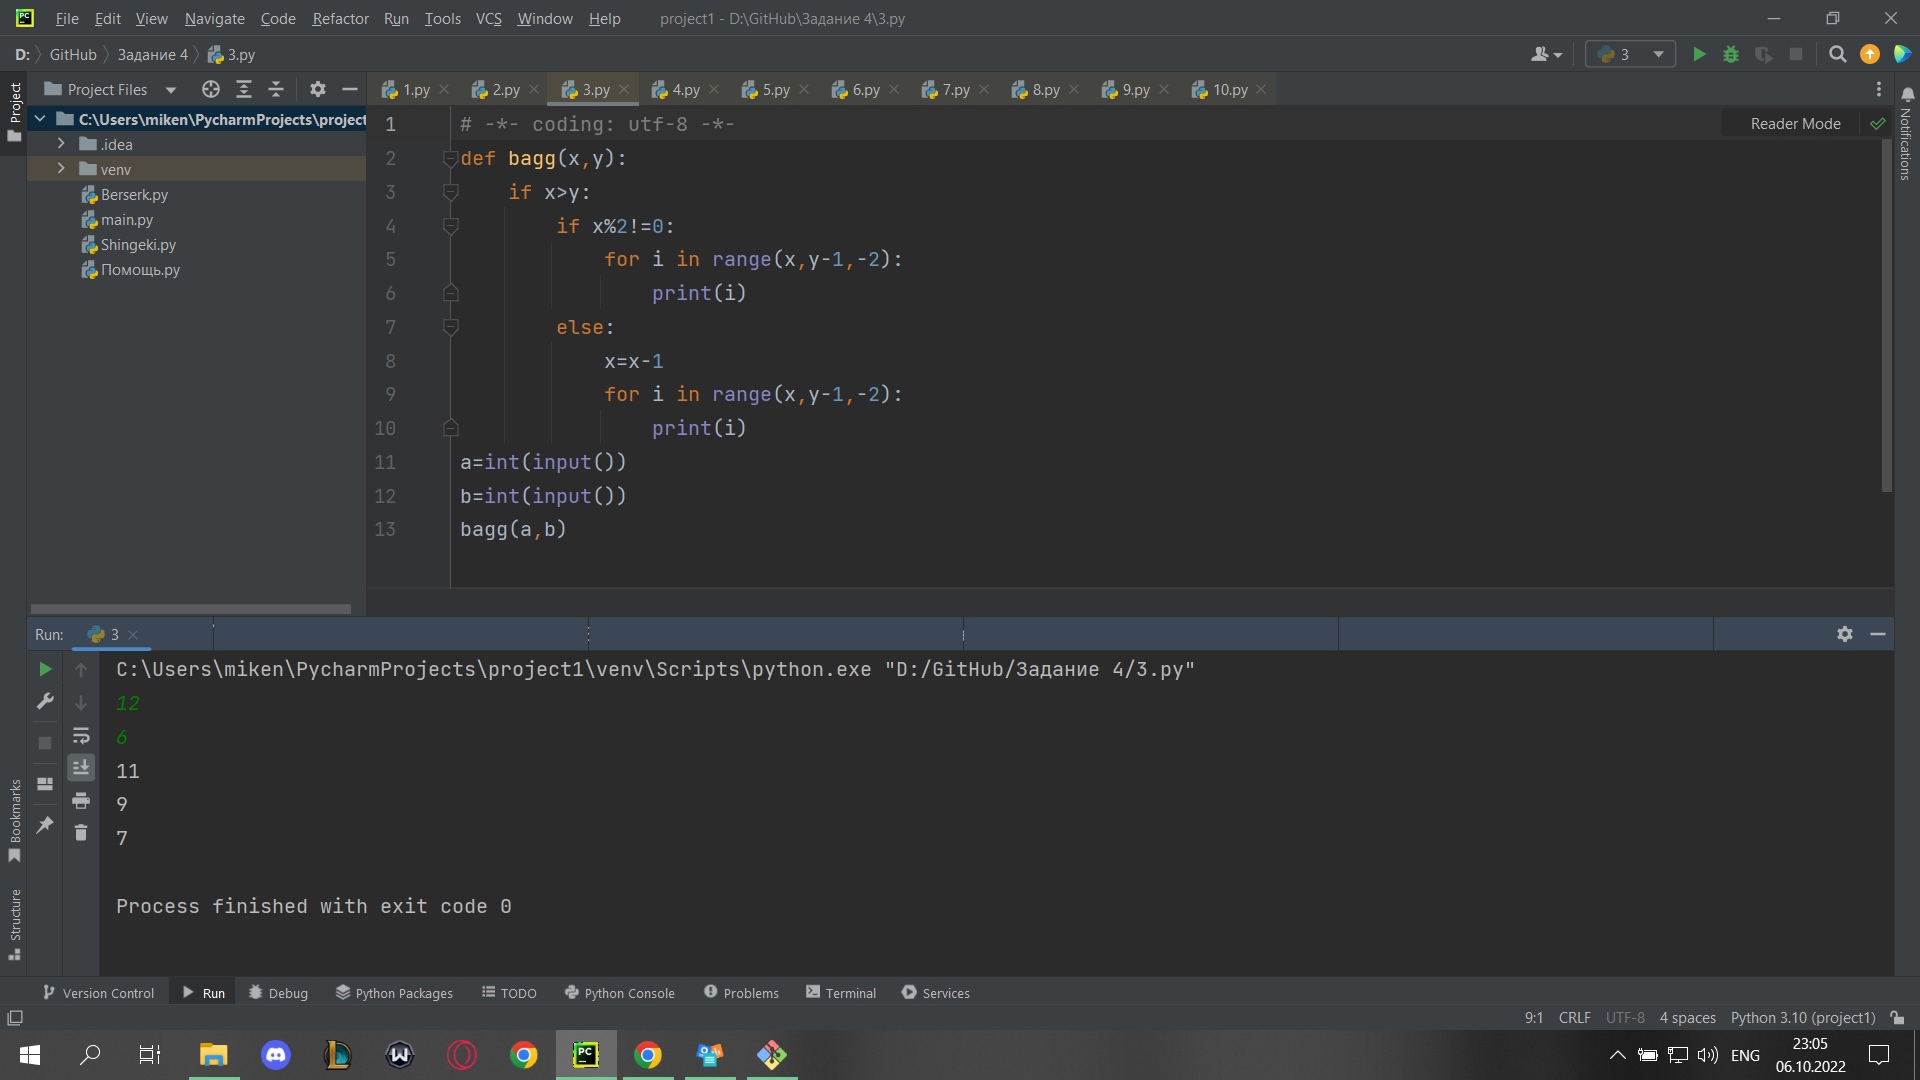 File Edit View Navigate Code Refactor Run Tools VCS Window Help project1 - D:\GitHub\Задание 4\3.py
D: GitHub Задание 4 3.py 3
Project Files 1.py 2.py 3.py 4.py 5.py 6.py 7.py 8.py 9.py 10.py
Project
Notifications
C:\Users\miken\PycharmProjects\project
.idea
venv
Berserk.py
main.py
Shingeki.py
Помощь.py
Reader Mode
1 # -*- coding: utf-8 -*-
2 def bagg(x,y):
3 if x>y:
4 if x%2!=0:
5 for i in range(x,y-1,-2):
6 print(i)
7 else:
8 x=x-1
9 for i in range(x,y-1,-2):
10 print(i)
11 a=int(input())
12 b=int(input())
13 bagg(a,b)
Run: 3
C:\Users\miken\PycharmProjects\project1\venv\Scripts\python.exe "D:/GitHub/Задание 4/3.py"
12
6
11
9
7
Process finished with exit code 0
Bookmarks
Structure
Version Control Run Debug Python Packages TODO Python Console Problems Terminal Services
9:1 CRLF UTF-8 4 spaces Python 3.10 (project1)
PC ENG 23:05
06.10.2022